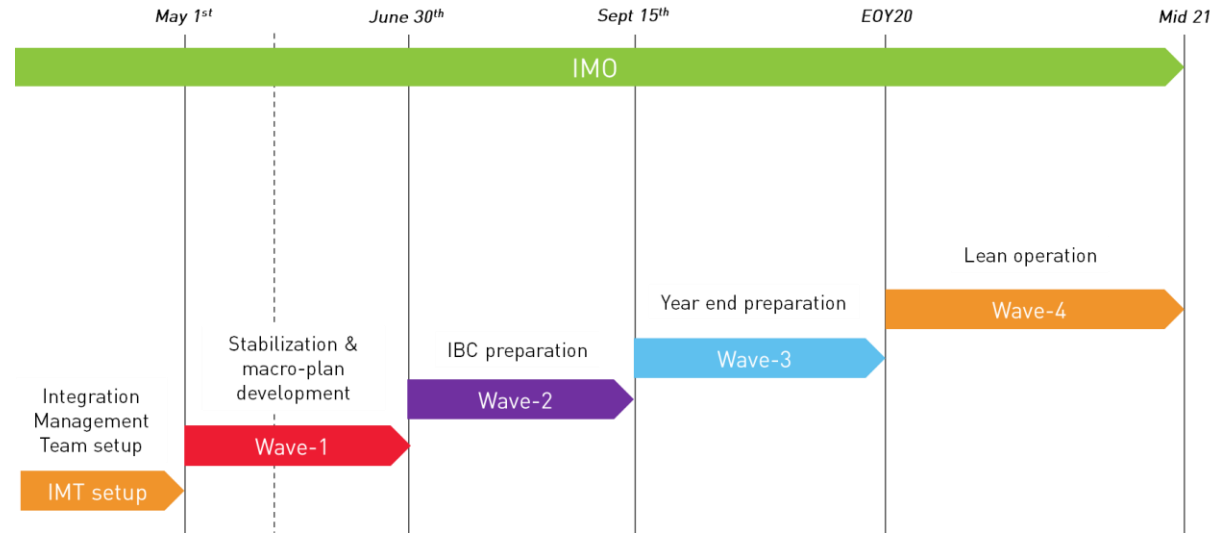 May 1st
June 30th
Sept 15th
EOY20
Mid 21
IMO
Lean operation
Wave-4
Year end preparation
Wave-3
IBC preparation
Wave-2
Stabilization &
macro-plan
development
Wave-1
Integration
Management
Team setup
IMT setup